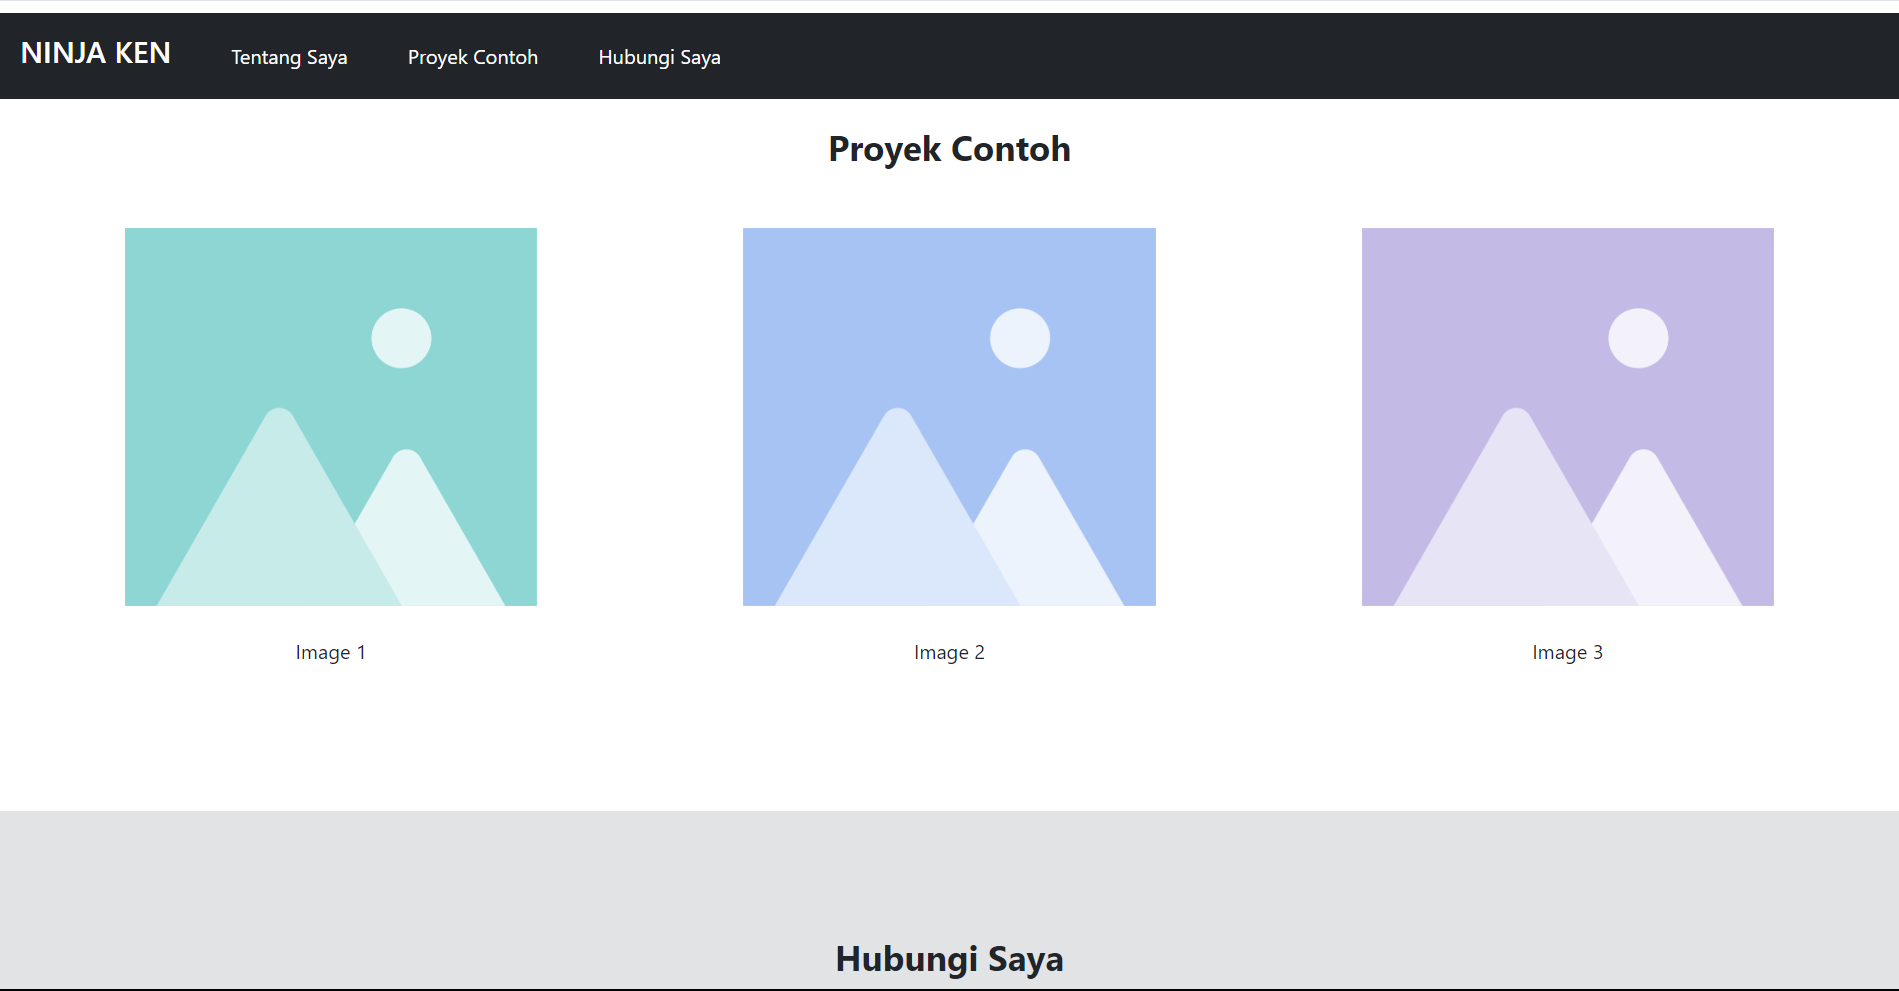 NINJA KEN Tentang Saya Proyek Contoh Hubungi Saya
Proyek Contoh
Image 1 Image 2 Image 3
Hubungi Saya